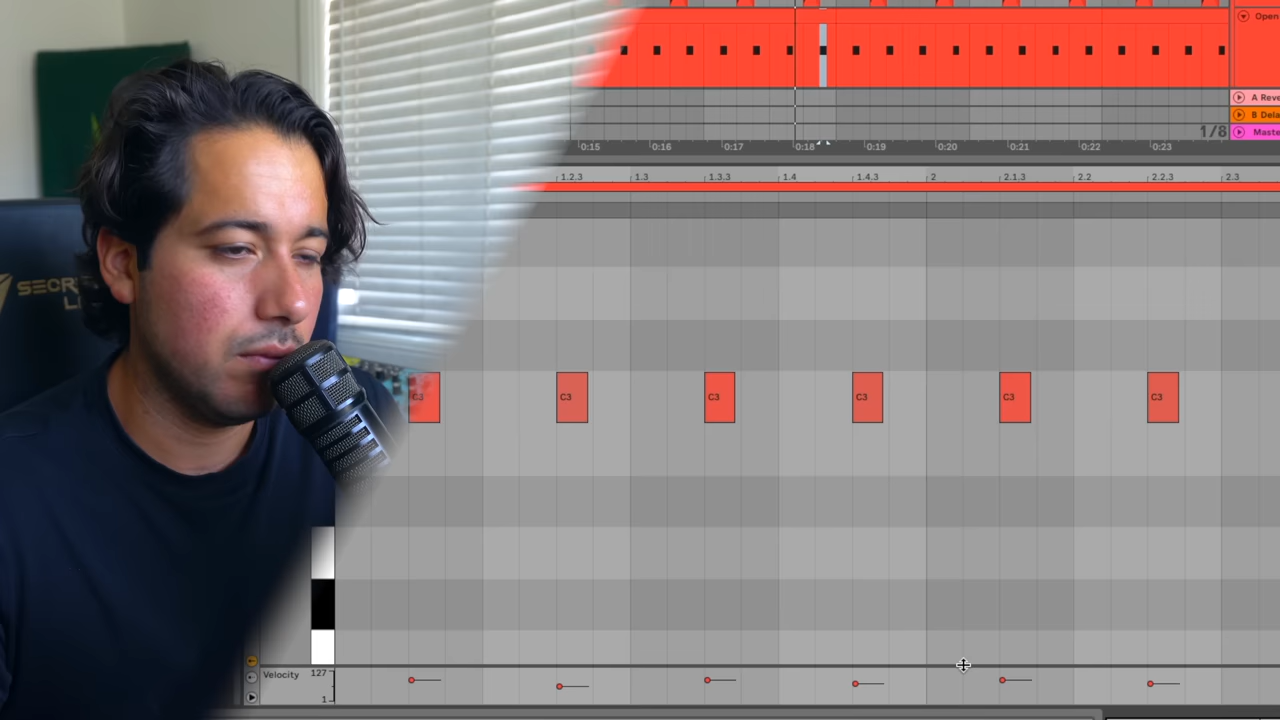 Open
A Reve
B Dela
1/8
Maste
0:15 0:16 0:17 0:18 0:19 0:20 0:21 0:22 0:23
1.2.3 1.3 1.3.3 1.4 1.4.3 2 2.1.3 2.2 2.2.3 2.3
SECR
L
C3 C3 C3 C3 C3 C3
Velocity 127
1